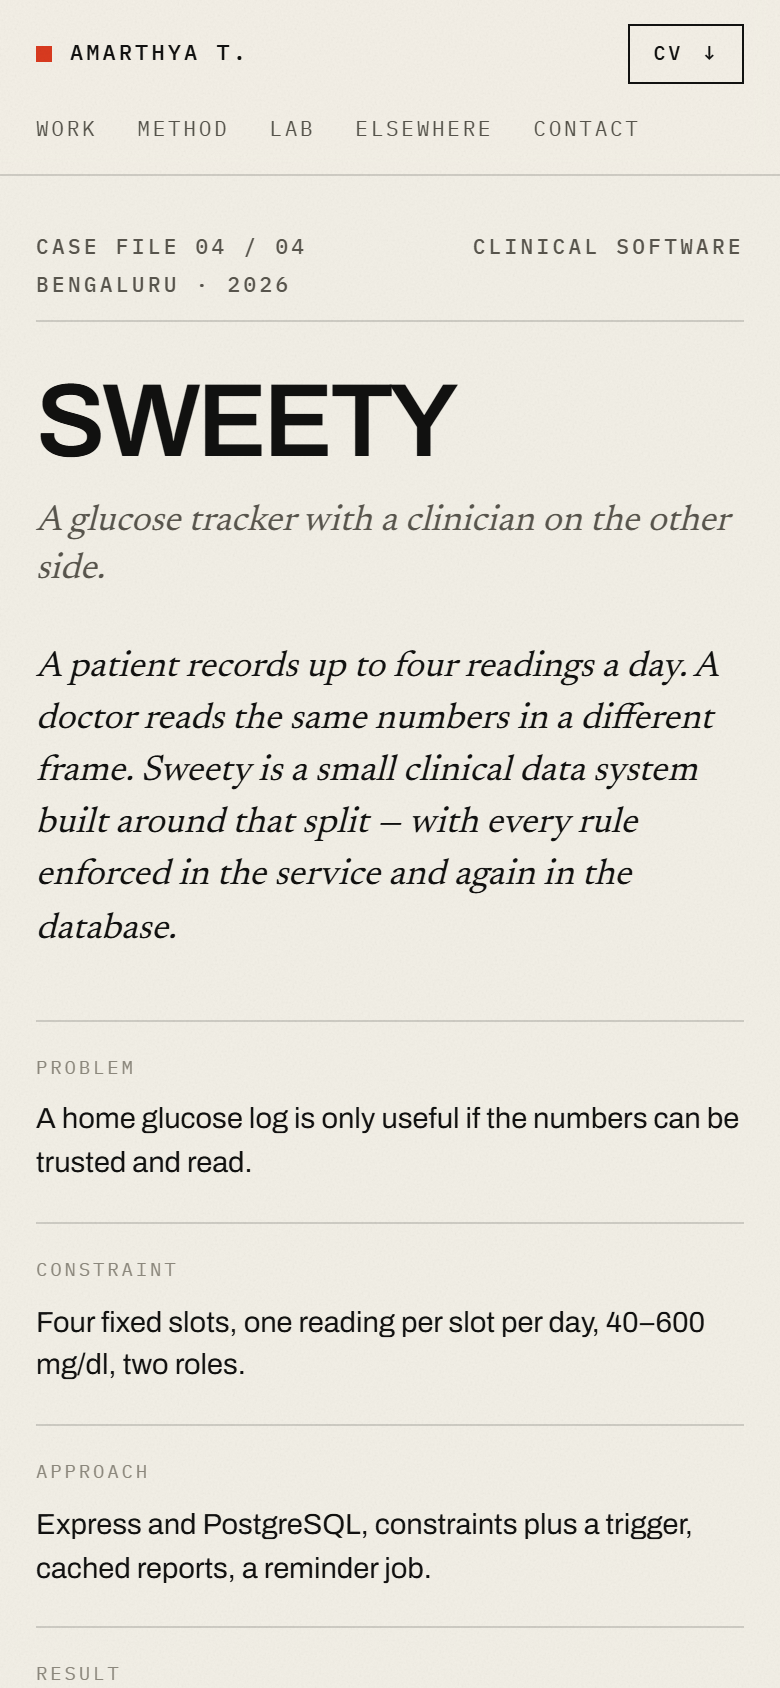 AMARTHYA T.
CV ↓
WORK METHOD LAB ELSEWHERE CONTACT
CASE FILE 04 / 04
CLINICAL SOFTWARE
BENGALURU · 2026
SWEETY
A glucose tracker with a clinician on the other
side.
A patient records up to four readings a day. A
doctor reads the same numbers in a different
frame. Sweety is a small clinical data system
built around that split — with every rule
enforced in the service and again in the
database.
PROBLEM
A home glucose log is only useful if the numbers can be
trusted and read.
CONSTRAINT
Four fixed slots, one reading per slot per day, 40–600
mg/dl, two roles.
APPROACH
Express and PostgreSQL, constraints plus a trigger,
cached reports, a reminder job.
RESULT